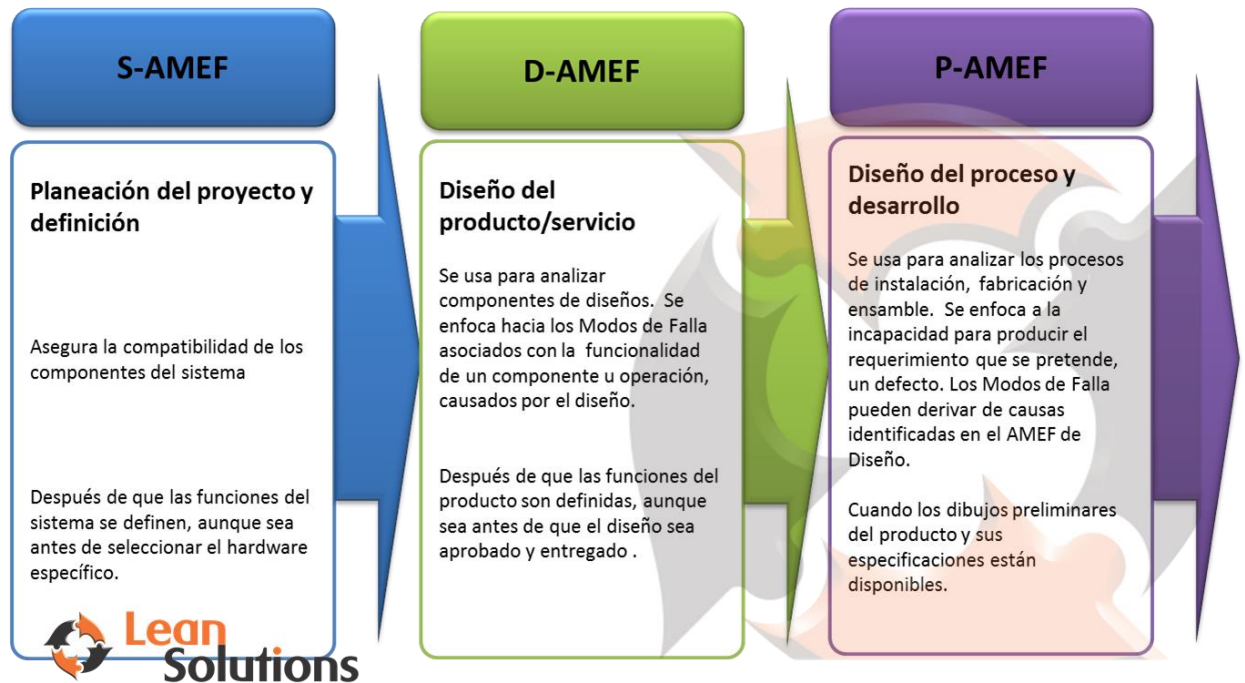 S-AMEF
Planeación del proyecto y
definición
Asegura la compatibilidad de los
componentes del sistema
Después de que las funciones del
sistema se definen, aunque sea
antes de seleccionar el hardware
específico.
D-AMEF
Diseño del
producto/servicio
Se usa para analizar
componentes de diseños.  Se
enfoca hacia los Modos de Falla
asociados con la  funcionalidad
de un componente u operación,
causados por el diseño.
Después de que las funciones del
producto son definidas, aunque
sea antes de que el diseño sea
aprobado y entregado .
P-AMEF
Diseño del proceso y
desarrollo
Se usa para analizar los procesos
de instalación,  fabricación y
ensamble.  Se enfoca a la
incapacidad para producir el
requerimiento que se pretende,
un defecto. Los Modos de Falla
pueden derivar de causas
identificadas en el AMEF de
Diseño.
Cuando los dibujos preliminares
del producto y sus
especificaciones están
disponibles.
Lean
Solutions